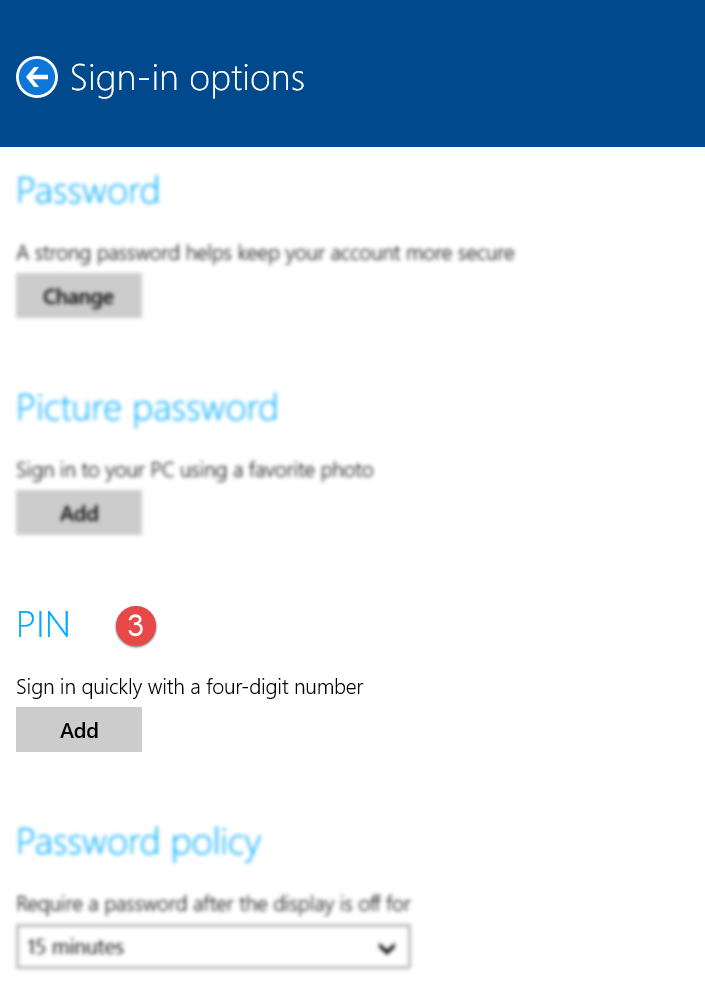 Sign-in options
Password
A strong password helps keep your account more secure
Change
Picture password
Sign in to your PC using a favorite photo
Add
PIN 3
Sign in quickly with a four-digit number
Add
Password policy
Require a password after the display is off for
15 minutes